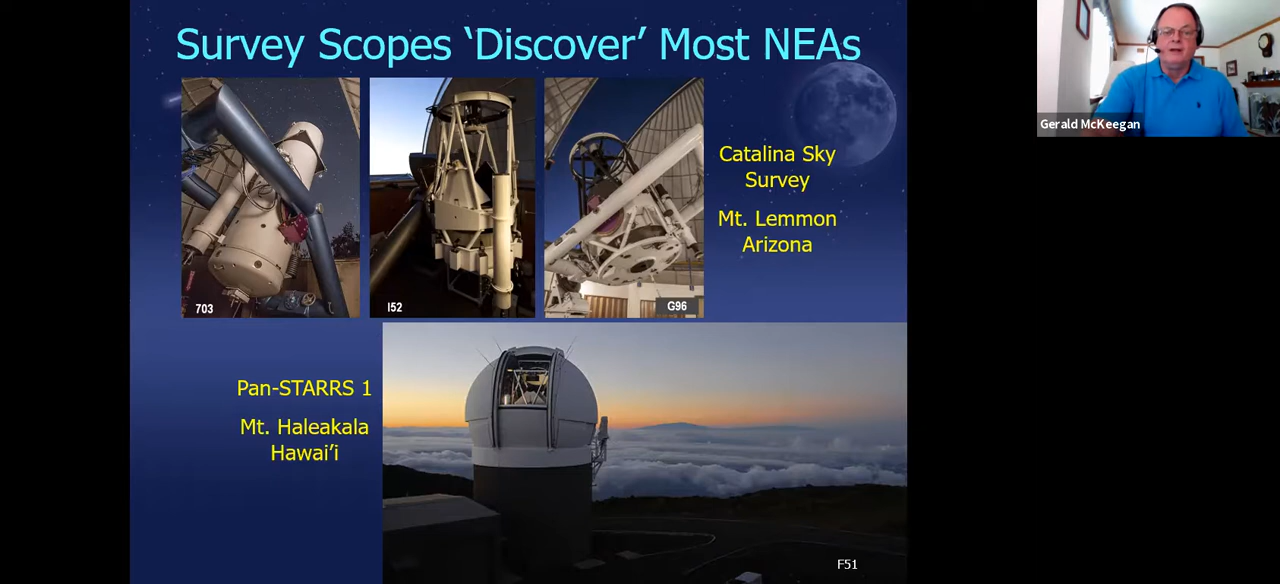 Survey Scopes ‘Discover’ Most NEAs
703
I52
G96
Catalina Sky
Survey
Mt. Lemmon
Arizona
Pan-STARRS 1
Mt. Haleakala
Hawai’i
F51
Gerald McKeegan